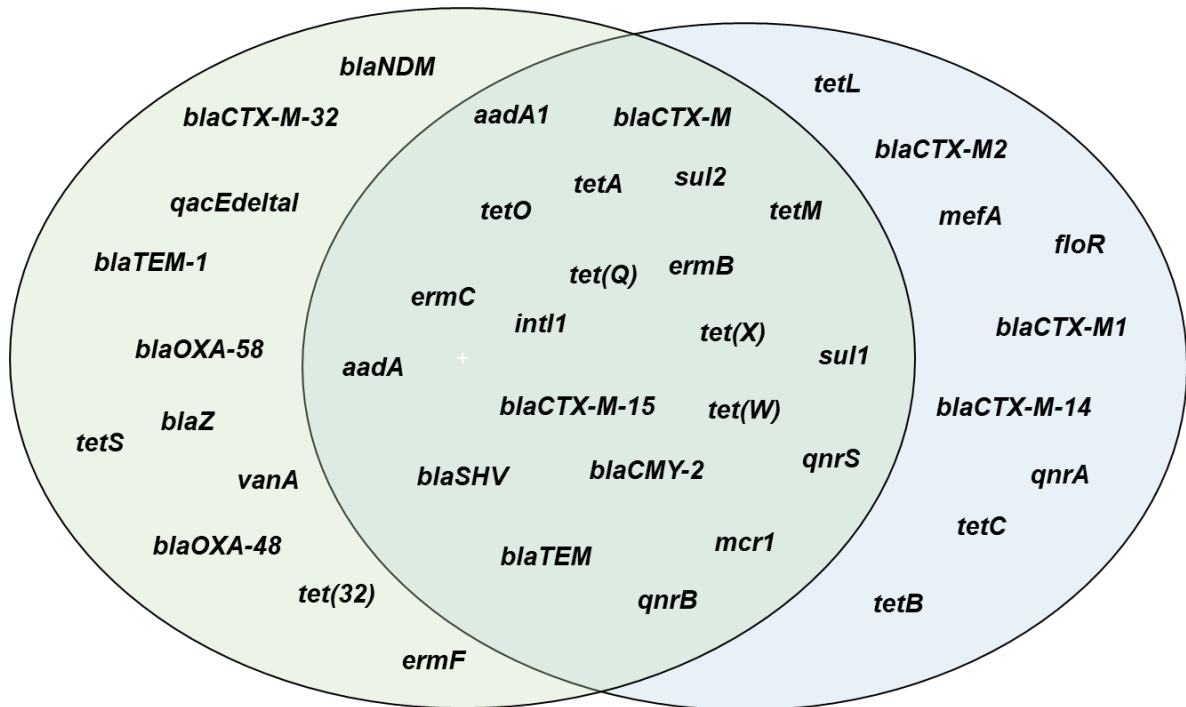 blaNDM
blaCTX-M-32
qacEdeltaI
blaTEM-1
blaOXA-58
blaZ
tetS
vanA
blaOXA-48
tet(32)
ermF
aadA1
blaCTX-M
tetA
sul2
tetO
tetM
tet(Q)
ermB
ermC
intI1
tet(X)
sul1
aadA
blaCTX-M-15
tet(W)
blaSHV
blaCMY-2
qnrS
blaTEM
mcr1
qnrB
tetL
blaCTX-M2
mefA
floR
blaCTX-M1
blaCTX-M-14
qnrA
tetC
tetB